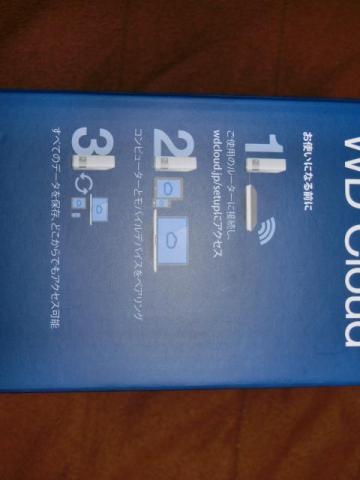 WD Cloud
お使いになる前に
1
ご使用のルーターに接続し、
wdcloud.jp/setupにアクセス
2
コンピューターとモバイルデバイスをペアリング
3
すべてのデータを保存、どこからでもアクセス可能